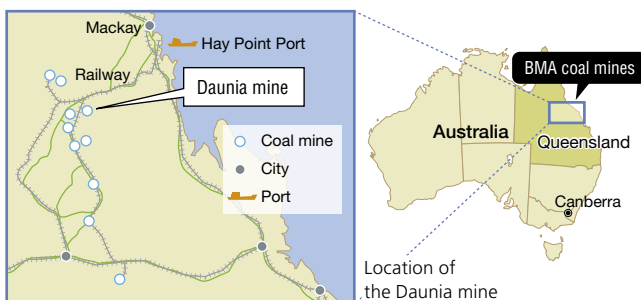 Mackay
Hay Point Port
Railway
Daunia mine
Coal mine
City
Port
BMA coal mines
Australia
Queensland
Canberra
Location of
the Daunia mine